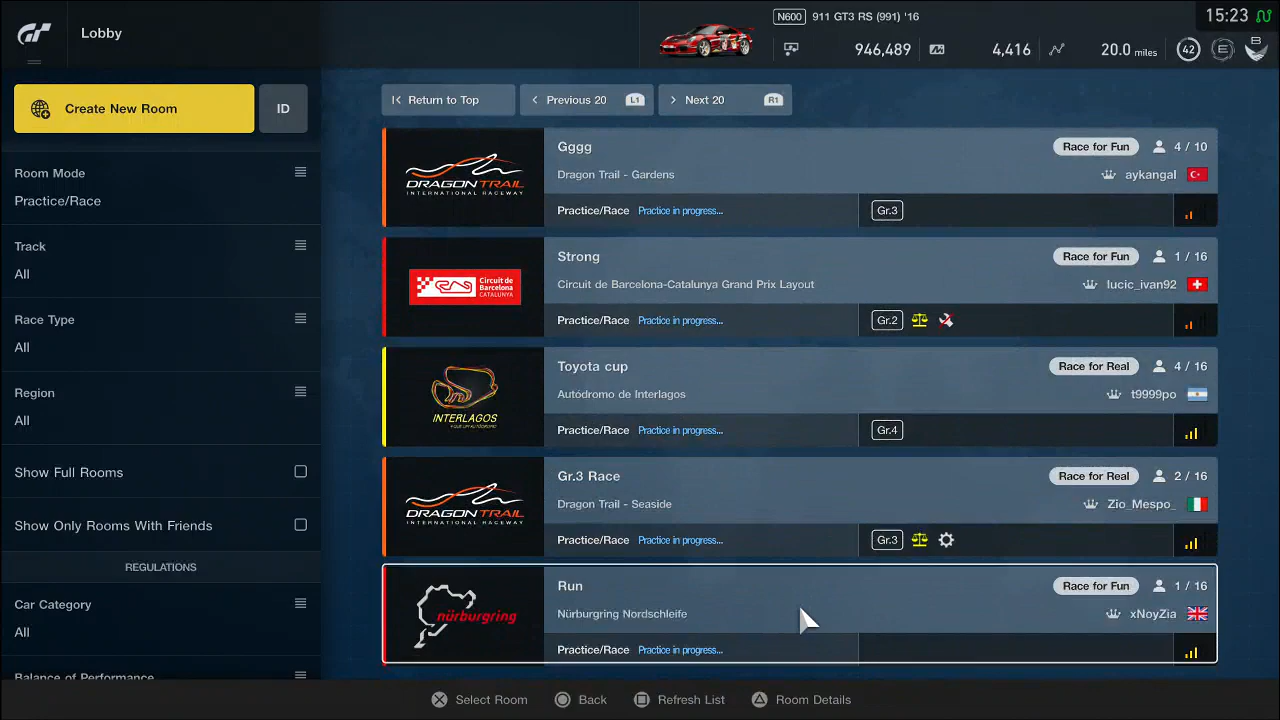 Lobby
N600 911 GT3 RS (991) '16
15:23
946,489 4,416 20.0 miles 42 E B
Create New Room ID
Return to Top Previous 20 L1 Next 20 R1
Room Mode
Practice/Race
Track
All
Race Type
All
Region
All
Show Full Rooms
Show Only Rooms With Friends
REGULATIONS
Car Category
All
Balance of Performance
DRAGON TRAIL
INTERNATIONAL RACEWAY
Gggg Race for Fun 4 / 10
Dragon Trail - Gardens aykangal
Practice/Race Practice in progress... Gr.3
Circuit de
Barcelona
CATALUNYA
Strong Race for Fun 1 / 16
Circuit de Barcelona-Catalunya Grand Prix Layout lucic_ivan92
Practice/Race Practice in progress... Gr.2
INTERLAGOS
Toyota cup Race for Real 4 / 16
Autódromo de Interlagos t9999po
Practice/Race Practice in progress... Gr.4
DRAGON TRAIL
INTERNATIONAL RACEWAY
Gr.3 Race Race for Real 2 / 16
Dragon Trail - Seaside Zio_Mespo_
Practice/Race Practice in progress... Gr.3
nürburgring
Run Race for Fun 1 / 16
Nürburgring Nordschleife xNoyZia
Practice/Race Practice in progress...
Select Room Back Refresh List Room Details